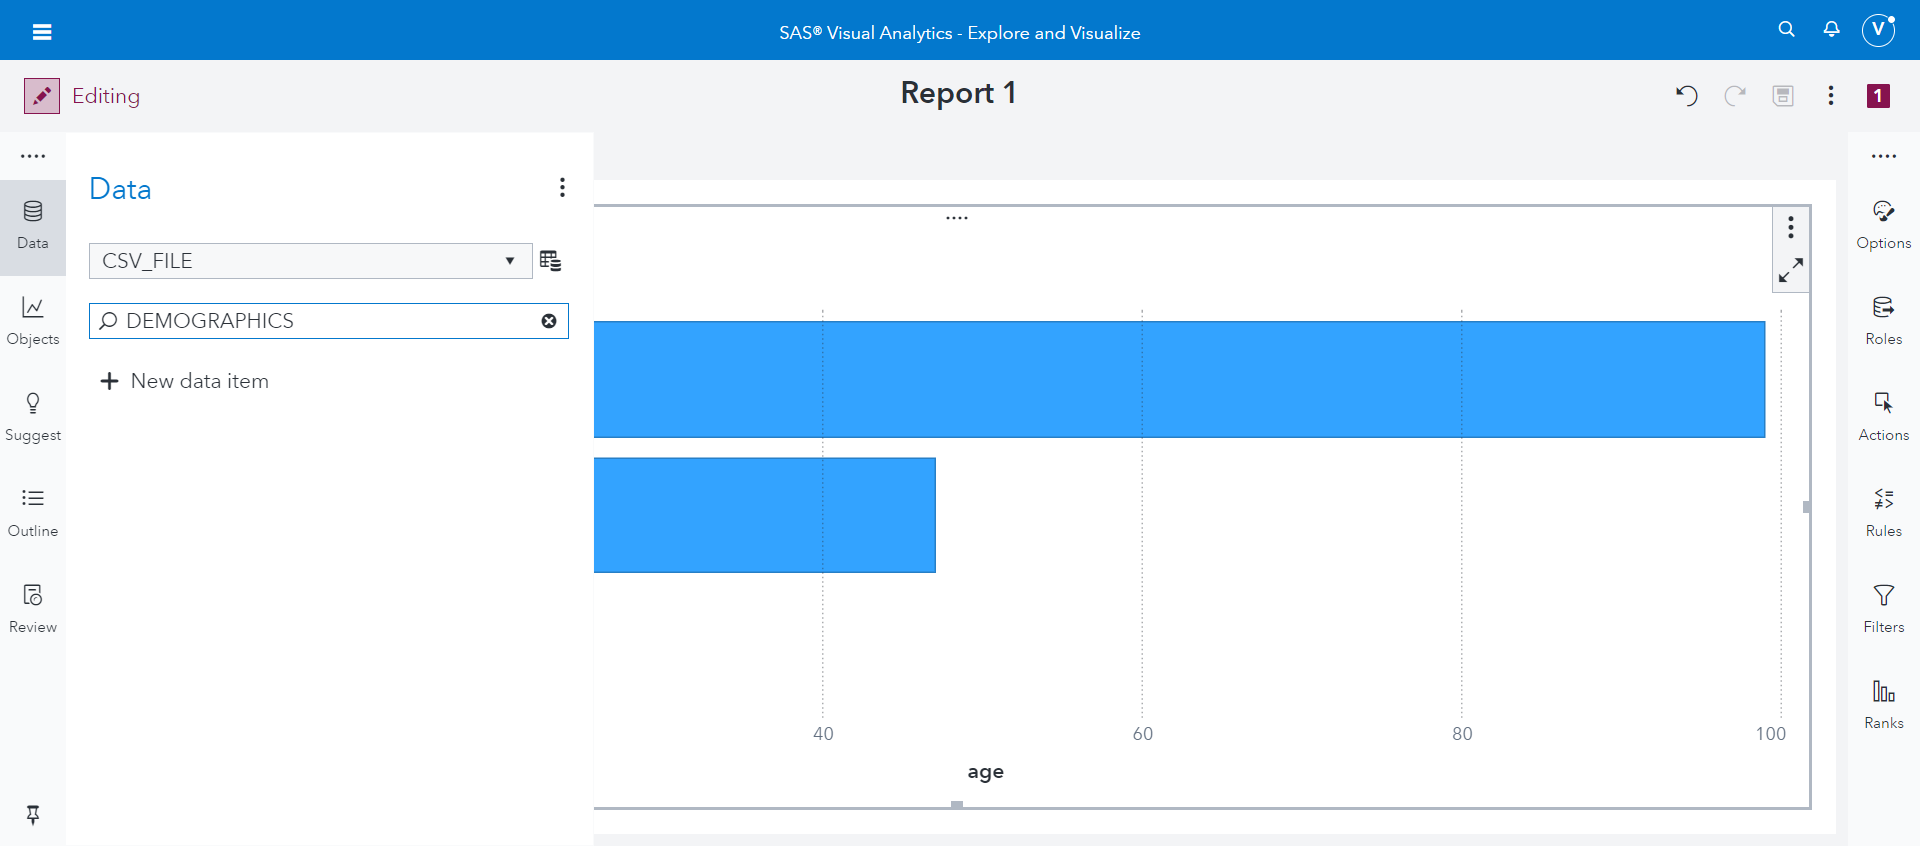 SAS® Visual Analytics - Explore and Visualize
V
Editing
Report 1
1
Data
Objects
Suggest
Outline
Review
Data
CSV_FILE
DEMOGRAPHICS
New data item
40
60
80
100
age
Options
Roles
Actions
Rules
Filters
Ranks